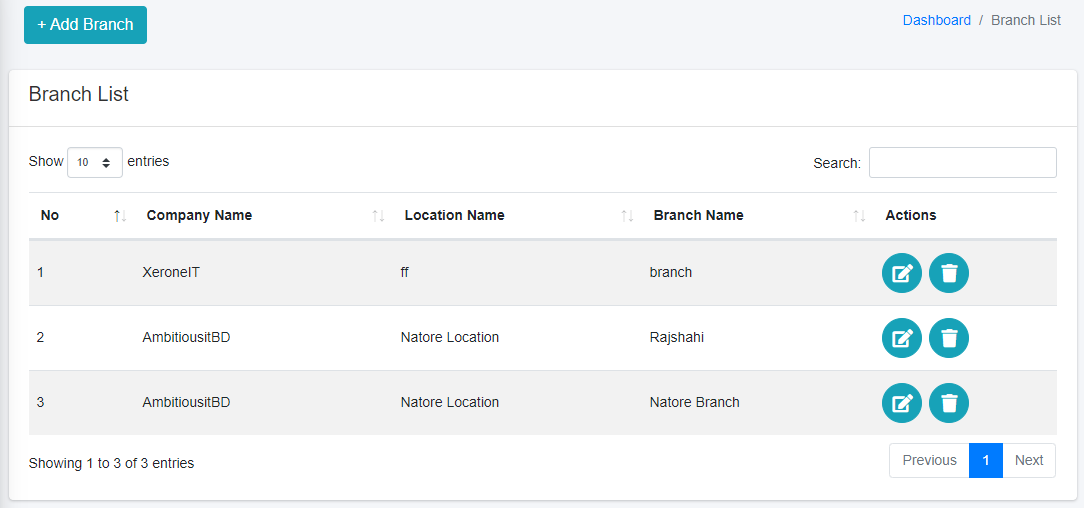 + Add Branch
Dashboard / Branch List
Branch List
Show 10 entries
Search:
No Company Name Location Name Branch Name Actions
1 XeroneIT ff branch
2 AmbitiousitBD Natore Location Rajshahi
3 AmbitiousitBD Natore Location Natore Branch
Showing 1 to 3 of 3 entries
Previous 1 Next